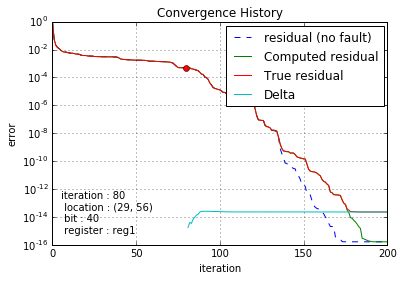 Convergence History
10^0
10^-2
10^-4
10^-6
10^-8
10^-10
10^-12
10^-14
10^-16
error
residual (no fault)
Computed residual
True residual
Delta
iteration : 80
location : (29, 56)
bit : 40
register : reg1
0 50 100 150 200
iteration